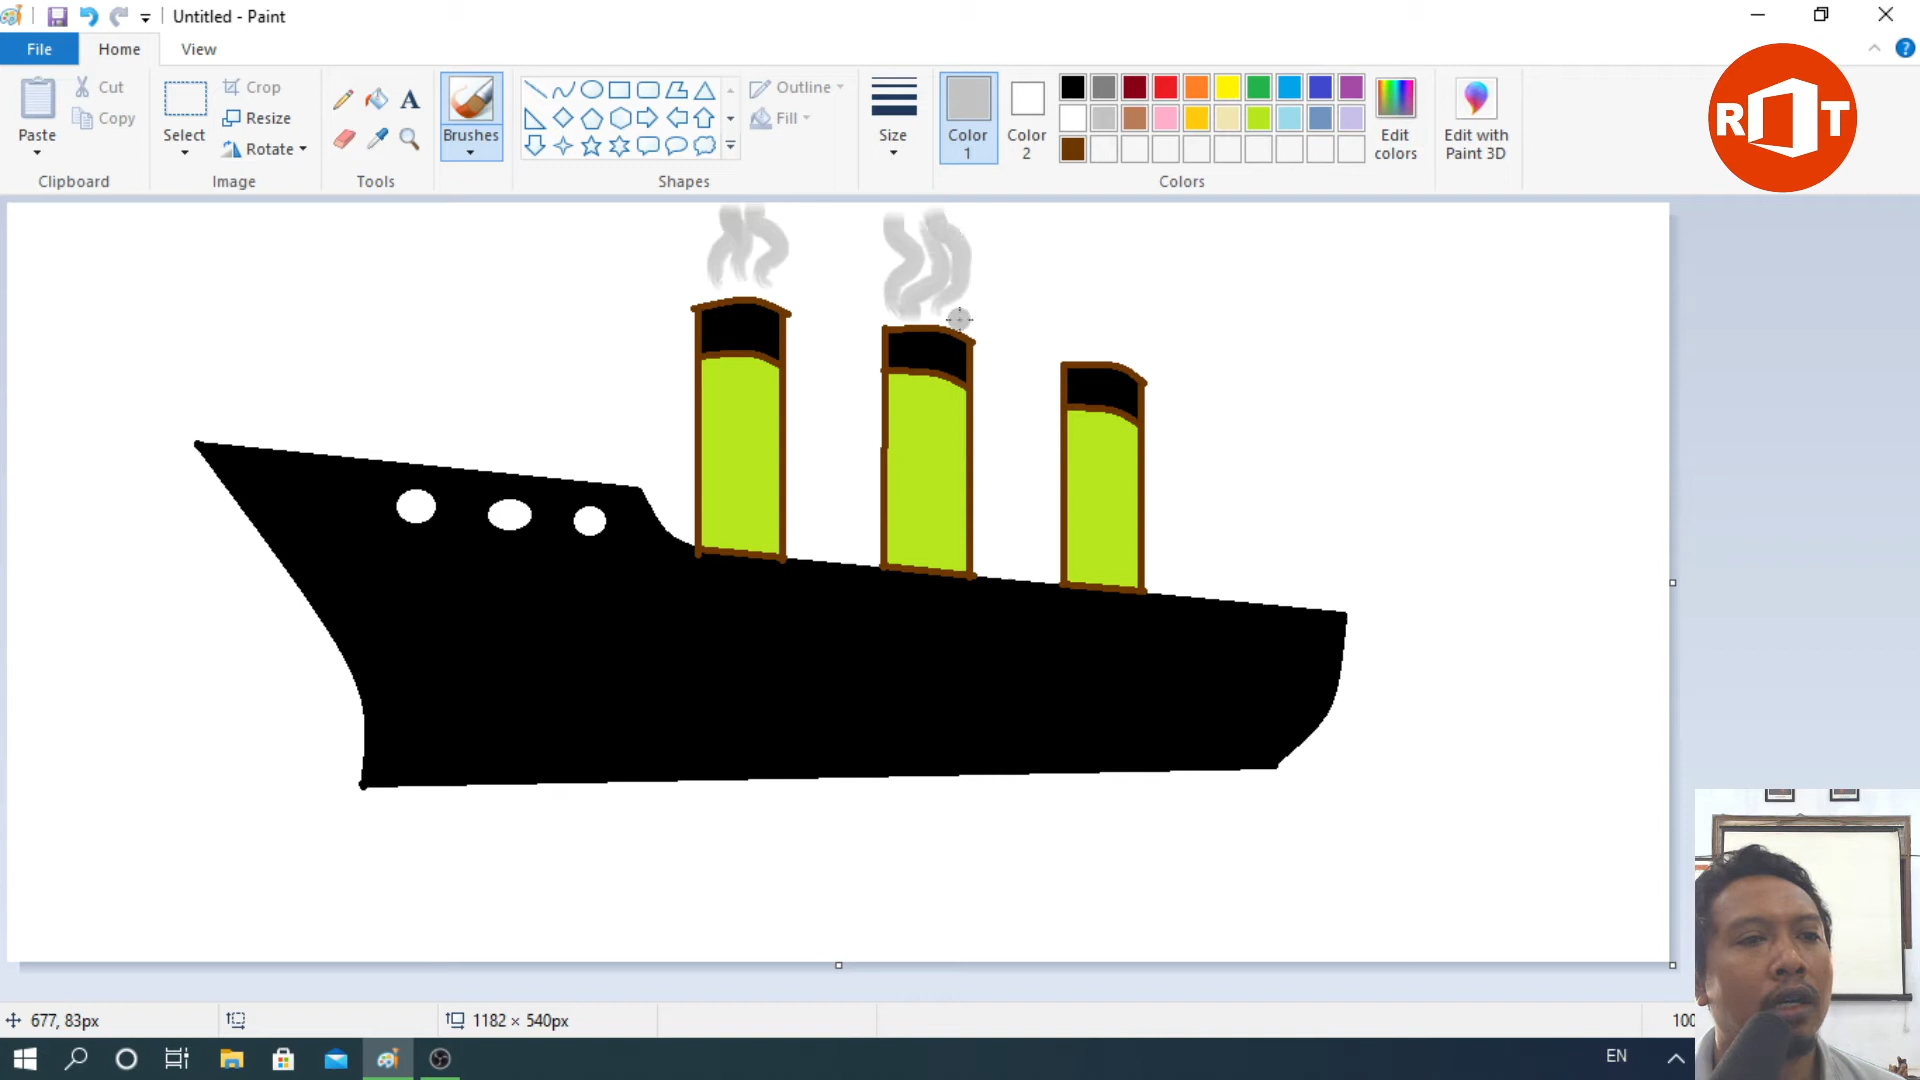 Untitled - Paint
File Home View
Paste
Cut
Copy
Clipboard
Select
Crop
Resize
Rotate
Image
A
Tools
Brushes
Outline
Fill
Shapes
Size
Color 1
Color 2
Edit colors
Edit with Paint 3D
Colors
R T
677, 83px
1182 × 540px
100
EN